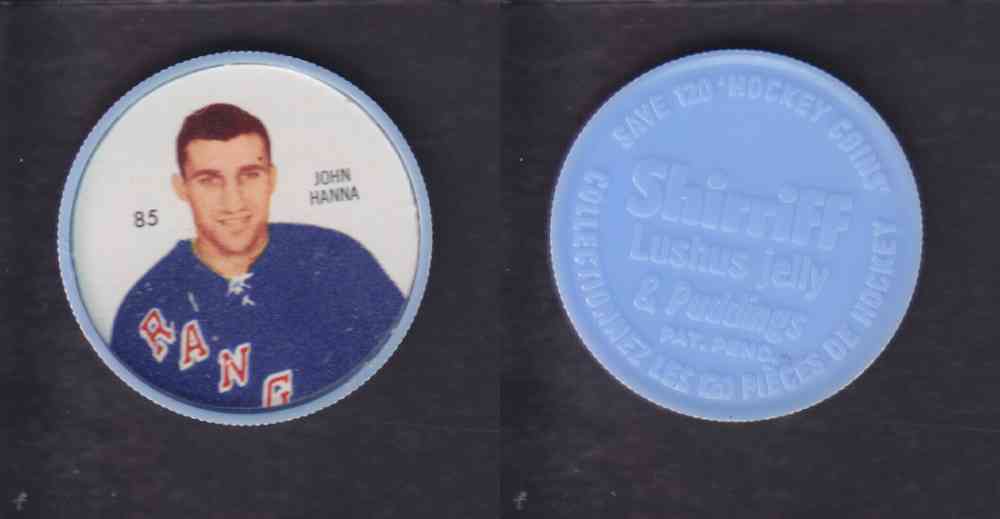 85
JOHN
HANNA
RANG
SAVE 120 "HOCKEY COINS"
Shirriff
Lushus Jelly
& Puddings
PAT. PEND.
COLLECTIONNEZ LES 120 PIÈCES DE HOCKEY